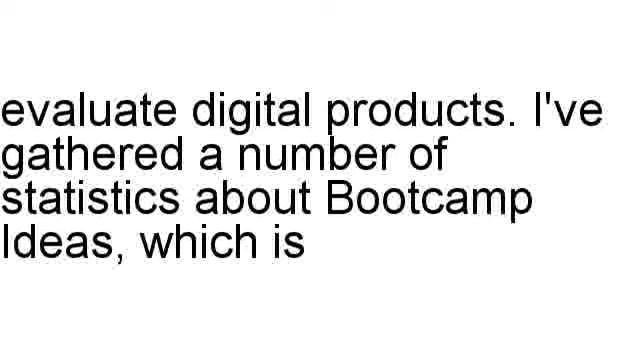 evaluate digital products. I've
gathered a number of
statistics about Bootcamp
Ideas, which is